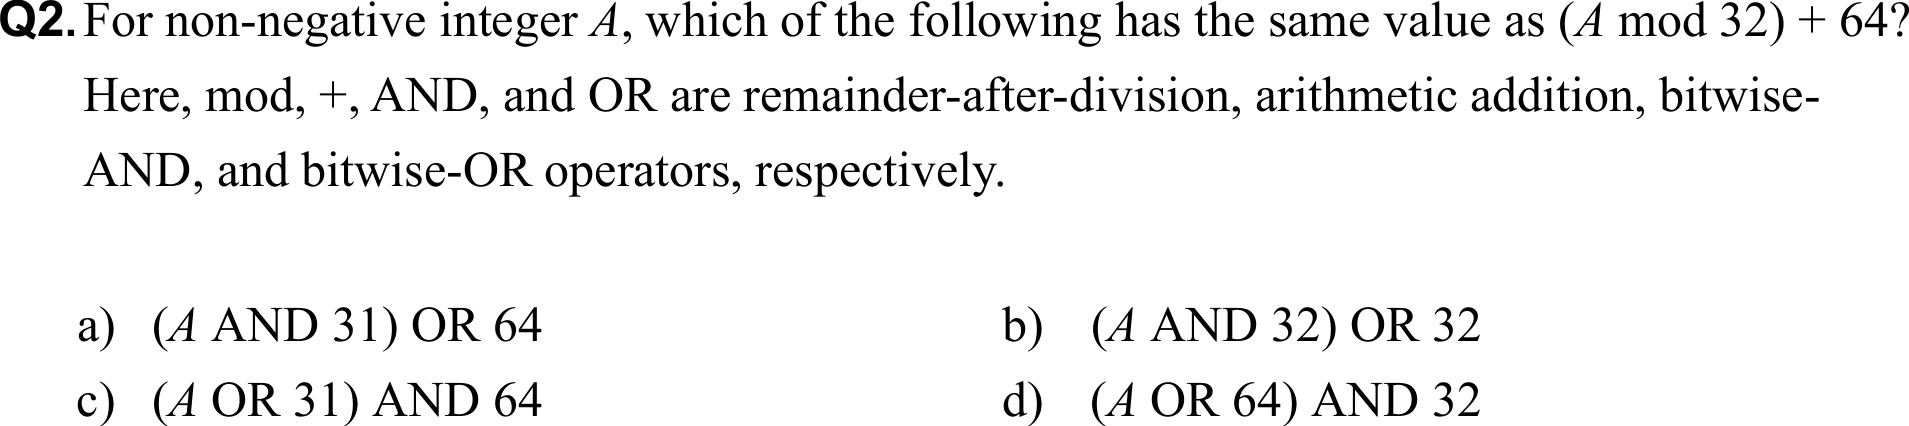 Q2. For non-negative integer A, which of the following has the same value as (A mod 32) + 64?
Here, mod, +, AND, and OR are remainder-after-division, arithmetic addition, bitwise-
AND, and bitwise-OR operators, respectively.
a) (A AND 31) OR 64 b) (A AND 32) OR 32
c) (A OR 31) AND 64 d) (A OR 64) AND 32